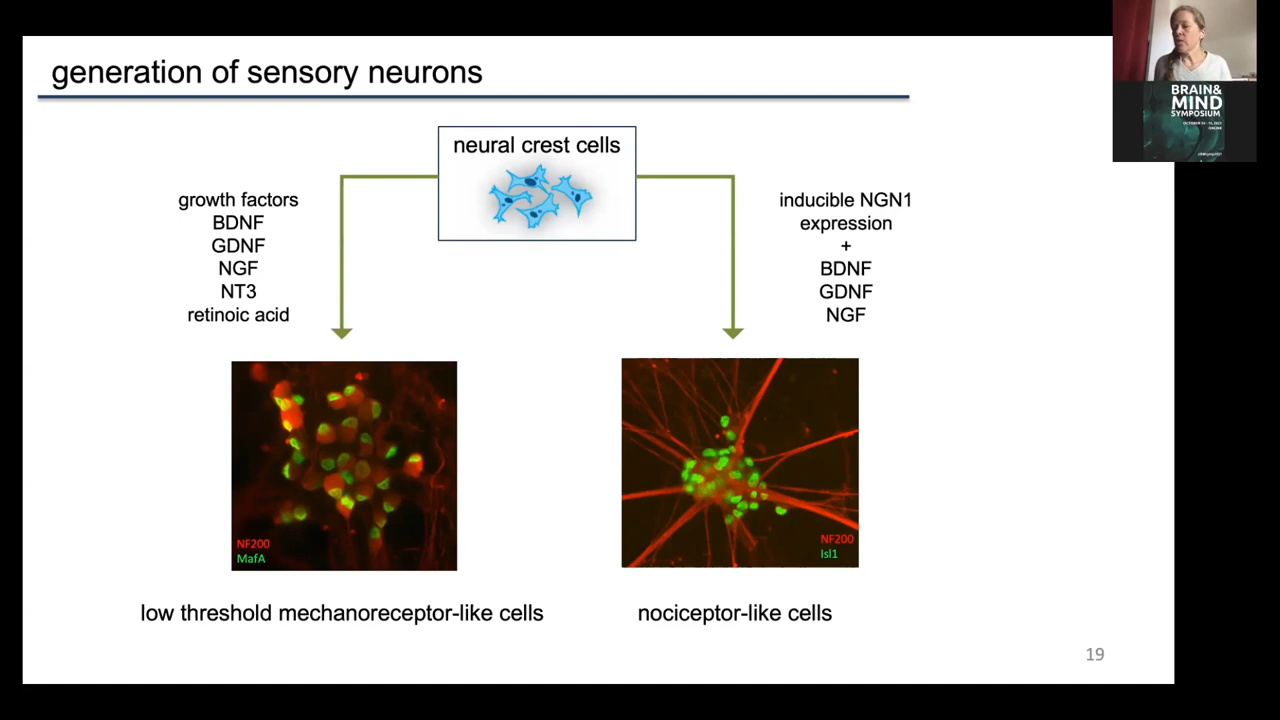 generation of sensory neurons
neural crest cells
growth factors
BDNF
GDNF
NGF
NT3
retinoic acid
inducible NGN1
expression
+
BDNF
GDNF
NGF
NF200
MafA
NF200
Isl1
low threshold mechanoreceptor-like cells
nociceptor-like cells
19
BRAIN&
MIND
SYMPOSIUM
ONLINE